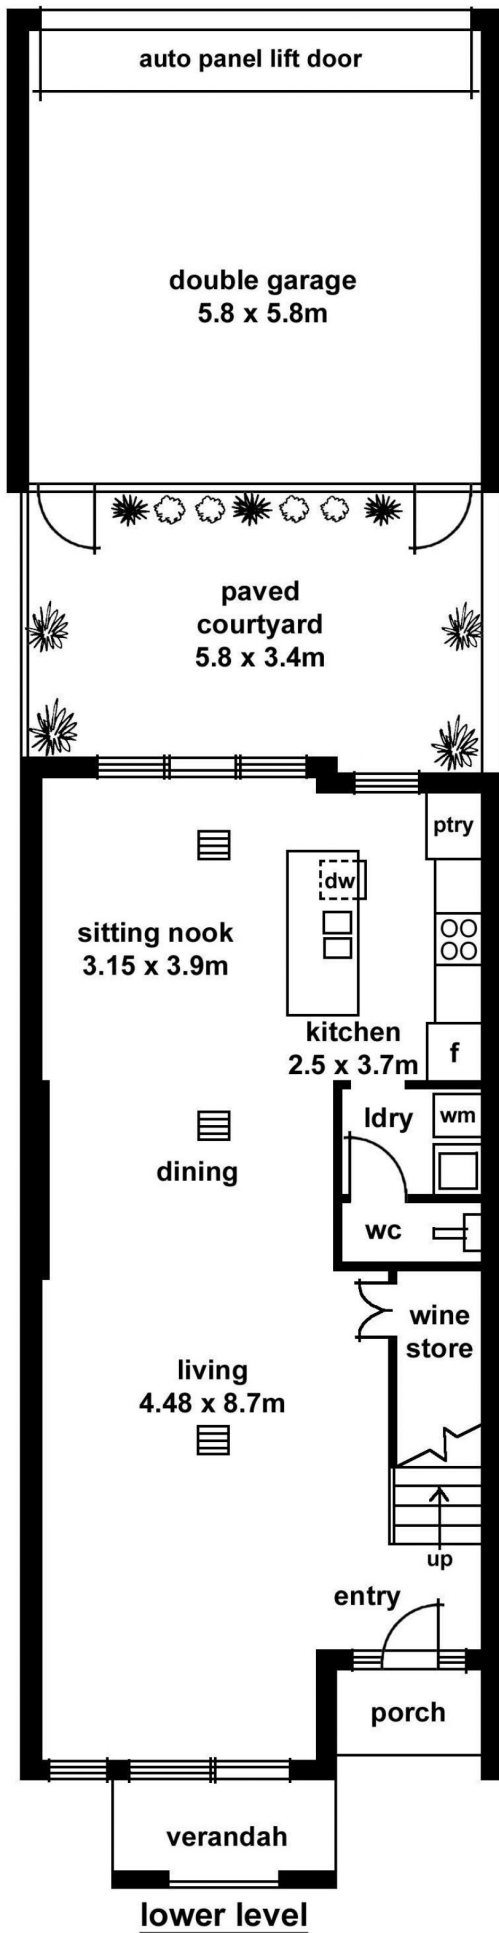 auto panel lift door
double garage
5.8 x 5.8m
paved
courtyard
5.8 x 3.4m
ptry
dw
sitting nook
3.15 x 3.9m
kitchen
2.5 x 3.7m
f
ldry
wm
dining
wc
wine
store
living
4.48 x 8.7m
up
entry
porch
verandah
lower level